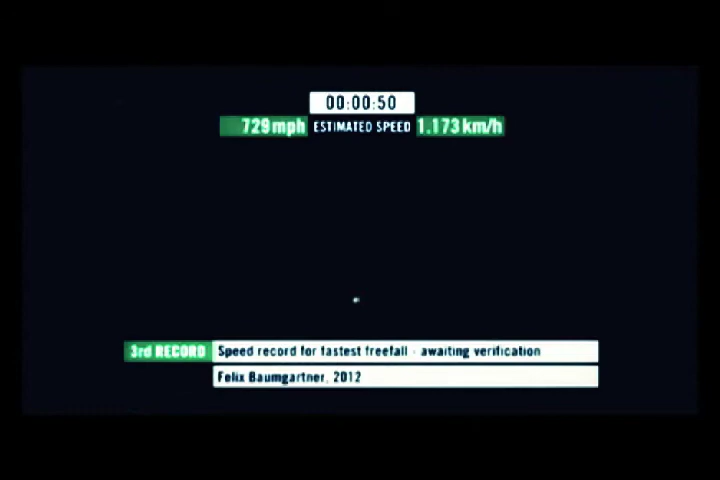 00:00:50
729mph ESTIMATED SPEED 1.173 km/h
3rd RECORD Speed record for fastest freefall - awaiting verification
Felix Baumgartner, 2012